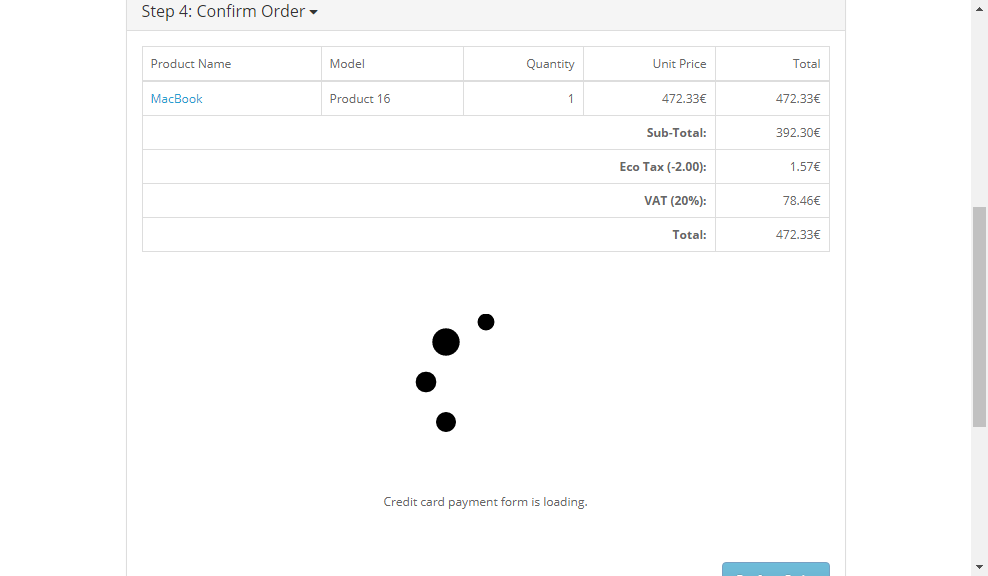 Step 4: Confirm Order
Product Name Model Quantity Unit Price Total
MacBook Product 16 1 472.33€ 472.33€
Sub-Total: 392.30€
Eco Tax (-2.00): 1.57€
VAT (20%): 78.46€
Total: 472.33€
Credit card payment form is loading.